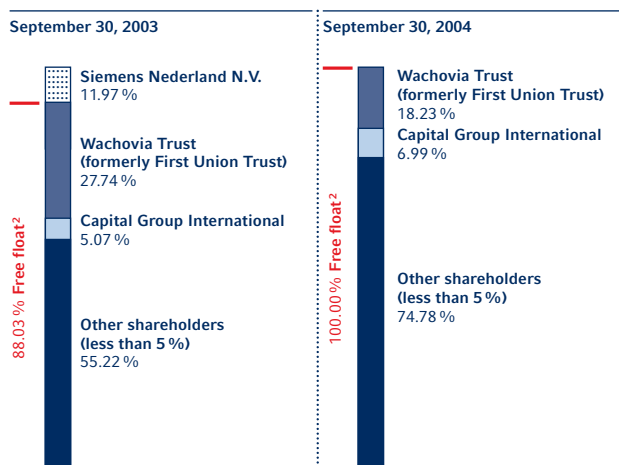 September 30, 2003
Siemens Nederland N.V.
11.97 %
Wachovia Trust
(formerly First Union Trust)
27.74 %
Capital Group International
5.07 %
Other shareholders
(less than 5 %)
55.22 %
88.03 % Free float²
September 30, 2004
Wachovia Trust
(formerly First Union Trust)
18.23 %
Capital Group International
6.99 %
Other shareholders
(less than 5 %)
74.78 %
100.00 % Free float²